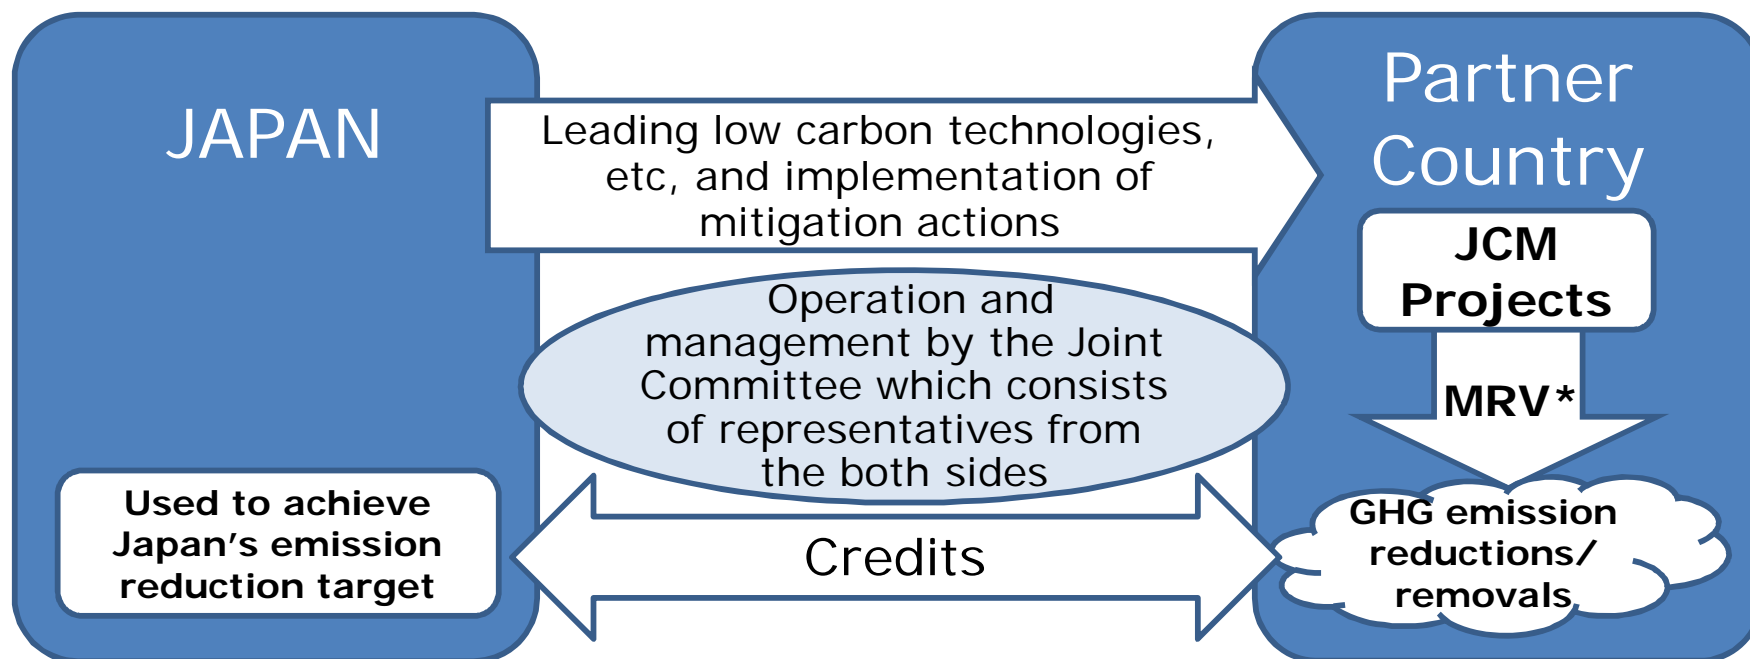 JAPAN
Leading low carbon technologies,
etc, and implementation of
mitigation actions
Partner
Country
JCM
Projects
Operation and
management by the Joint
Committee which consists
of representatives from
the both sides
MRV*
Used to achieve
Japan’s emission
reduction target
Credits
GHG emission
reductions/
removals